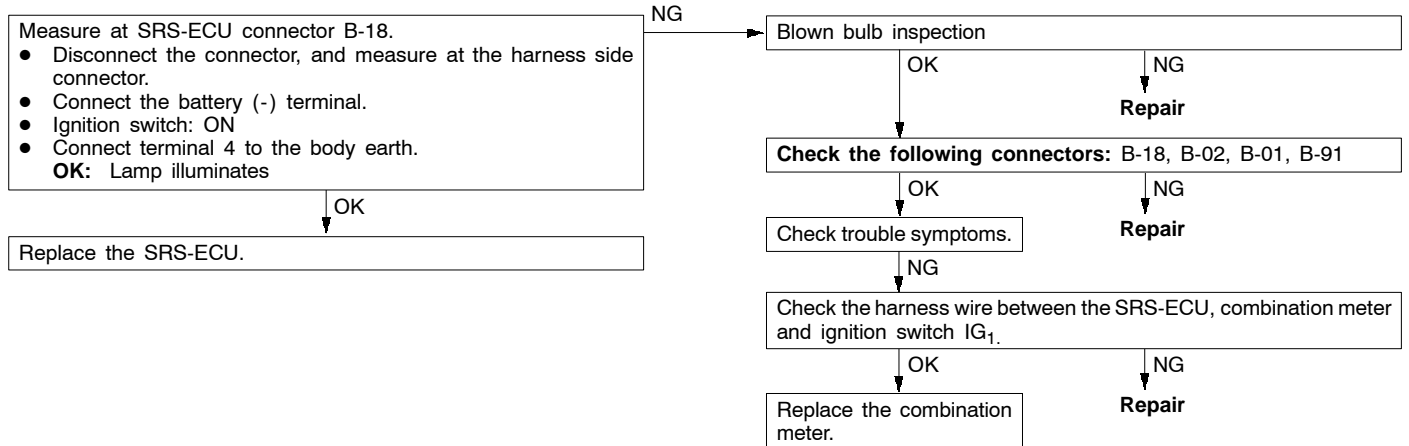 Measure at SRS-ECU connector B-18.
● Disconnect the connector, and measure at the harness side
connector.
● Connect the battery (-) terminal.
● Ignition switch: ON
● Connect terminal 4 to the body earth.
OK: Lamp illuminates
OK
Replace the SRS-ECU.
NG
Blown bulb inspection
OK
NG
Repair
Check the following connectors: B-18, B-02, B-01, B-91
OK
NG
Repair
Check trouble symptoms.
NG
Check the harness wire between the SRS-ECU, combination meter
and ignition switch IG1.
OK
NG
Repair
Replace the combination
meter.